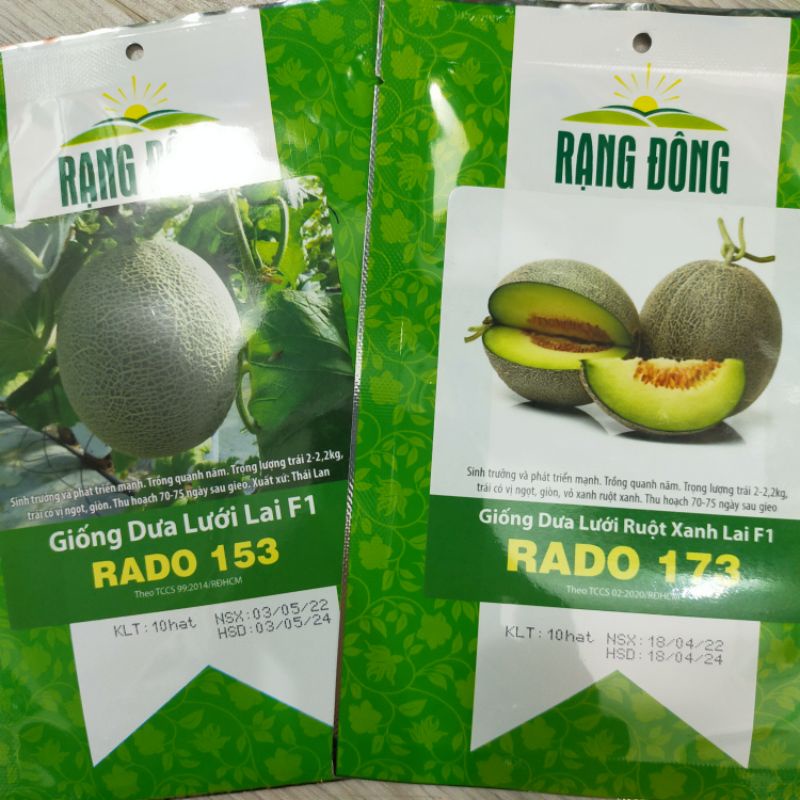 RẠNG ĐÔNG
Sinh trưởng và phát triển mạnh. Trồng quanh năm. Trọng lượng trái 2-2,2kg,
trái có vị ngọt, giòn. Thu hoạch 70-75 ngày sau gieo. Xuất xứ: Thái Lan
Giống Dưa Lưới Lai F1
RADO 153
Theo TCCS 99:2014/RĐHCM
KLT: 10hat NSX: 03/05/22
HSD: 03/05/24
RẠNG ĐÔNG
Sinh trưởng và phát triển mạnh. Trồng quanh năm. Trọng lượng trái 2-2,2kg,
trái có vị ngọt, giòn, vỏ xanh ruột xanh. Thu hoạch 70-75 ngày sau gieo
Giống Dưa Lưới Ruột Xanh Lai F1
RADO 173
Theo TCCS 02:2020/RĐHCM
KLT: 10hat NSX: 18/04/22
HSD: 18/04/24